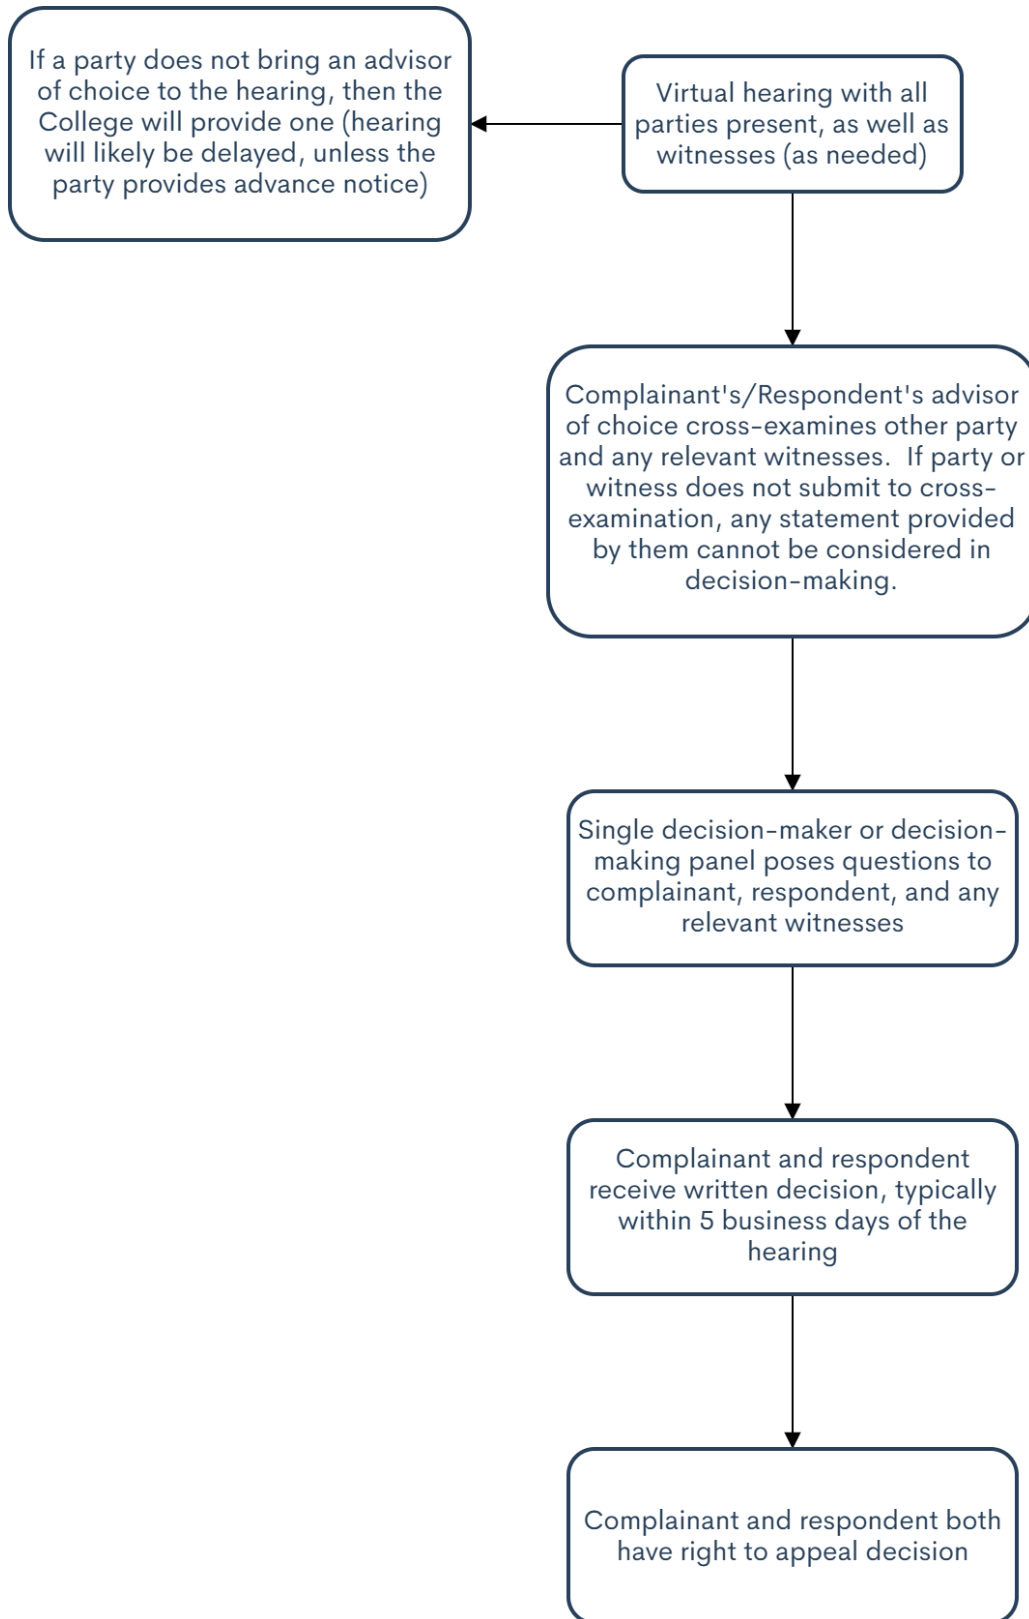 If a party does not bring an advisor
of choice to the hearing, then the
College will provide one (hearing
will likely be delayed, unless the
party provides advance notice)
Virtual hearing with all
parties present, as well as
witnesses (as needed)
Complainant's/Respondent's advisor
of choice cross-examines other party
and any relevant witnesses.  If party or
witness does not submit to cross-
examination, any statement provided
by them cannot be considered in
decision-making.
Single decision-maker or decision-
making panel poses questions to
complainant, respondent, and any
relevant witnesses
Complainant and respondent
receive written decision, typically
within 5 business days of the
hearing
Complainant and respondent both
have right to appeal decision